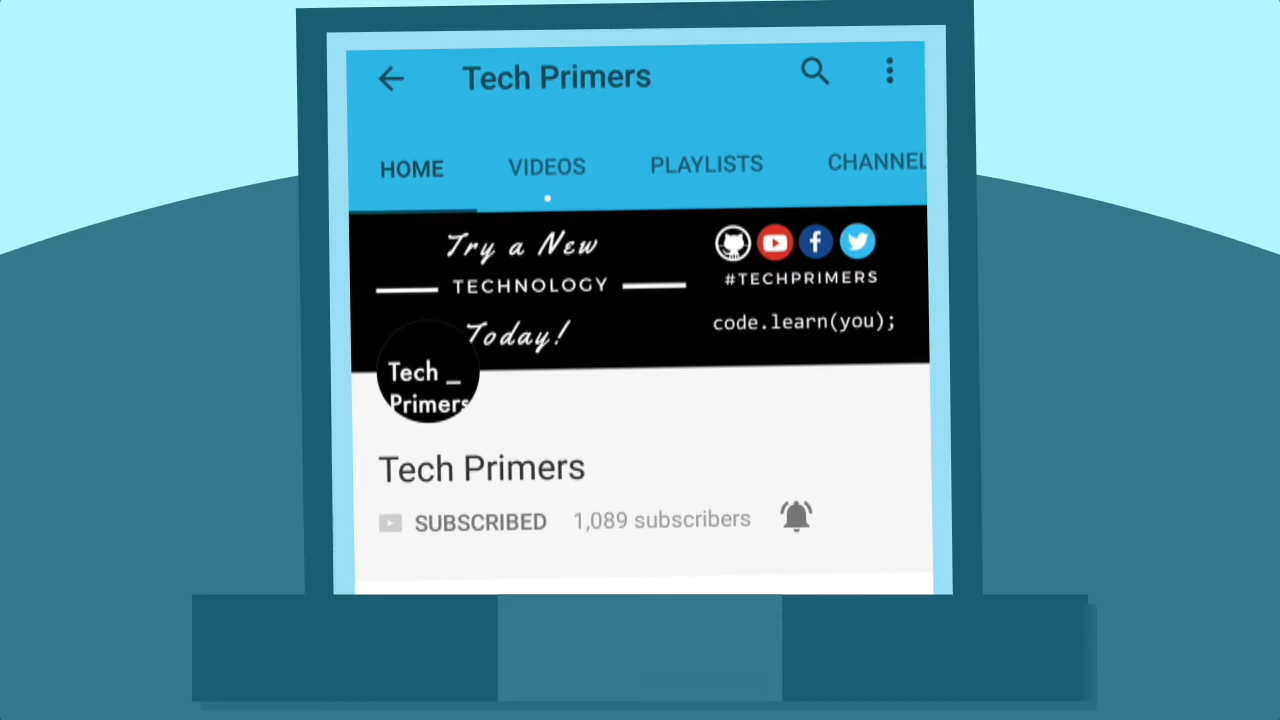 Tech Primers
HOME VIDEOS PLAYLISTS CHANNEL
Try a New
TECHNOLOGY
Today!
#TECHPRIMERS
code.learn(you);
Tech _
Primers
Tech Primers
SUBSCRIBED 1,089 subscribers